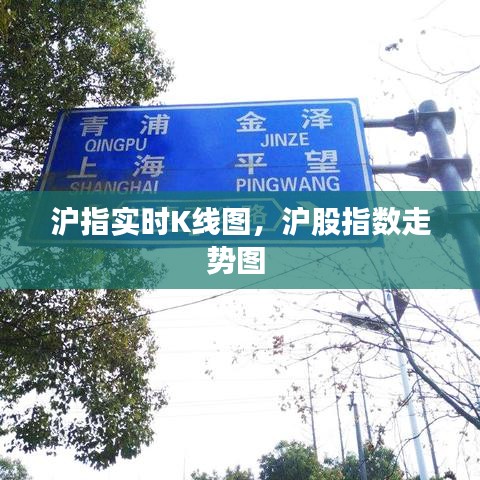 青浦 金泽
QINGPU JINZE
上海 平望
SHANGHAI PINGWANG
路
沪指实时K线图，沪股指数走
势图